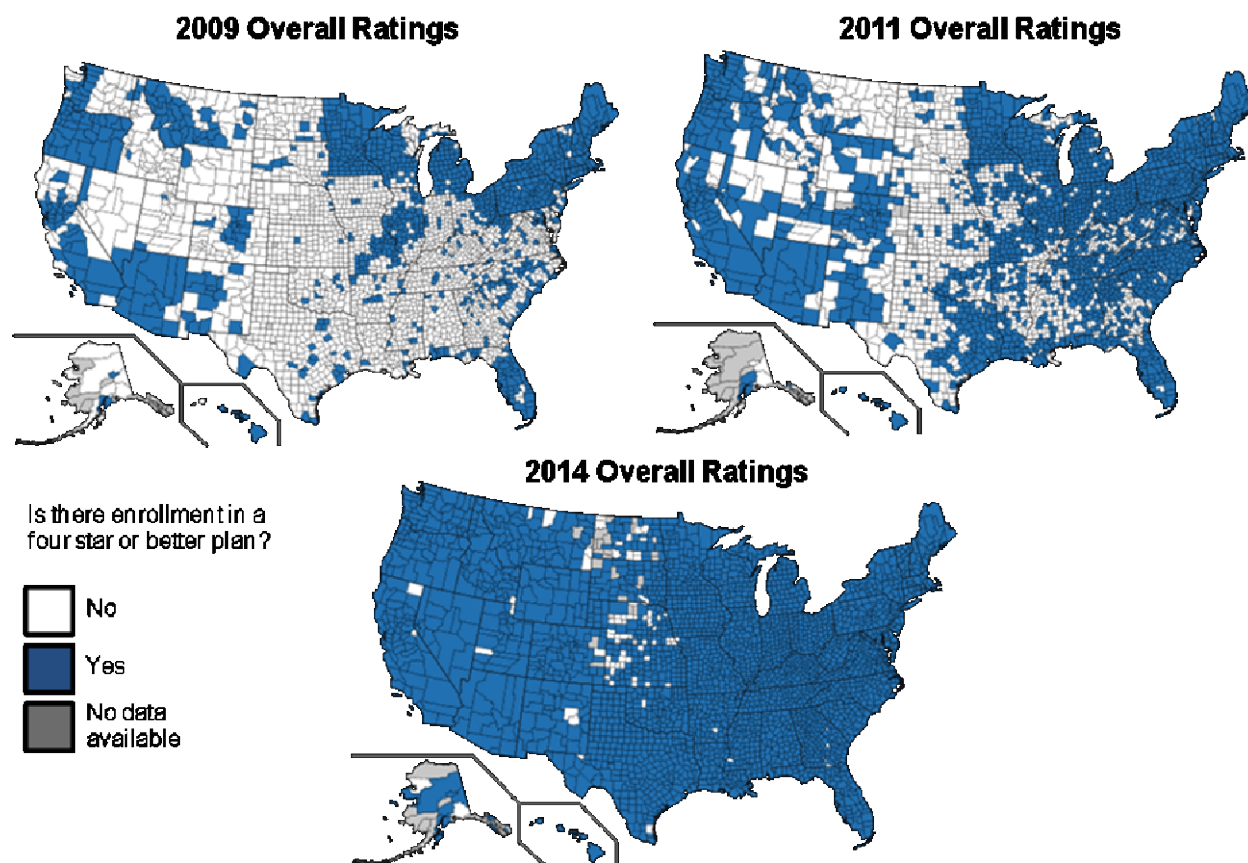 2009 Overall Ratings
2011 Overall Ratings
2014 Overall Ratings
Is there enrollment in a
four star or better plan?
No
Yes
No data
available